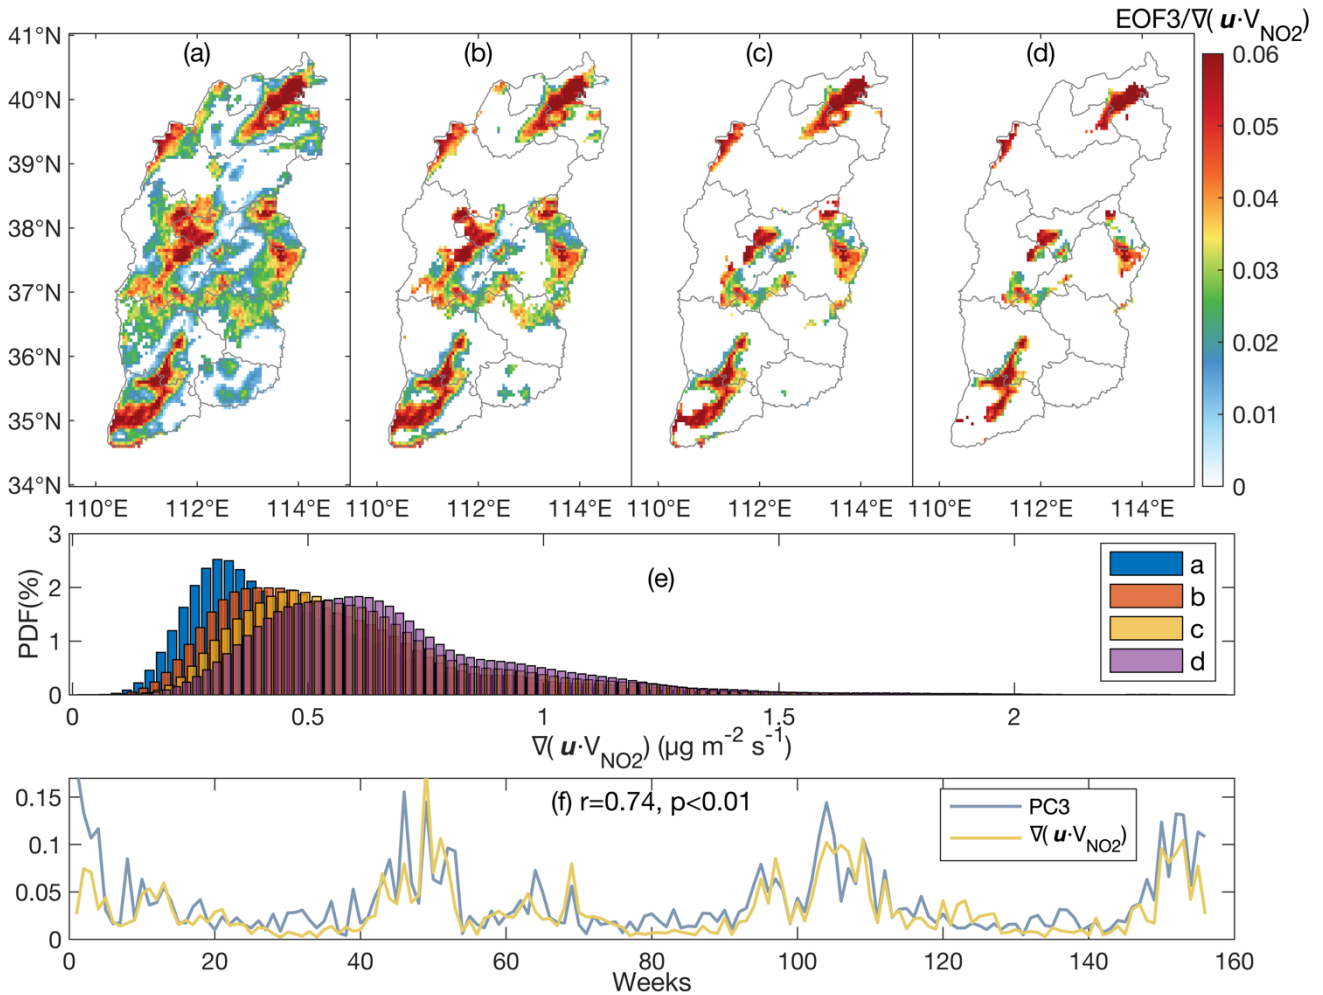 EOF3/∇( u·V_NO2)
(a) (b) (c) (d)
41°N
40°N
39°N
38°N
37°N
36°N
35°N
34°N
0.06
0.05
0.04
0.03
0.02
0.01
0
110°E 112°E 114°E 110°E 112°E 114°E 110°E 112°E 114°E 110°E 112°E 114°E
3
2
1
0
PDF(%)
(e)
a
b
c
d
0 0.5 1 1.5 2
∇( u·V_NO2) (µg m⁻² s⁻¹)
0.15
0.1
0.05
0
(f) r=0.74, p<0.01
PC3
∇( u·V_NO2)
0 20 40 60 80 100 120 140 160
Weeks